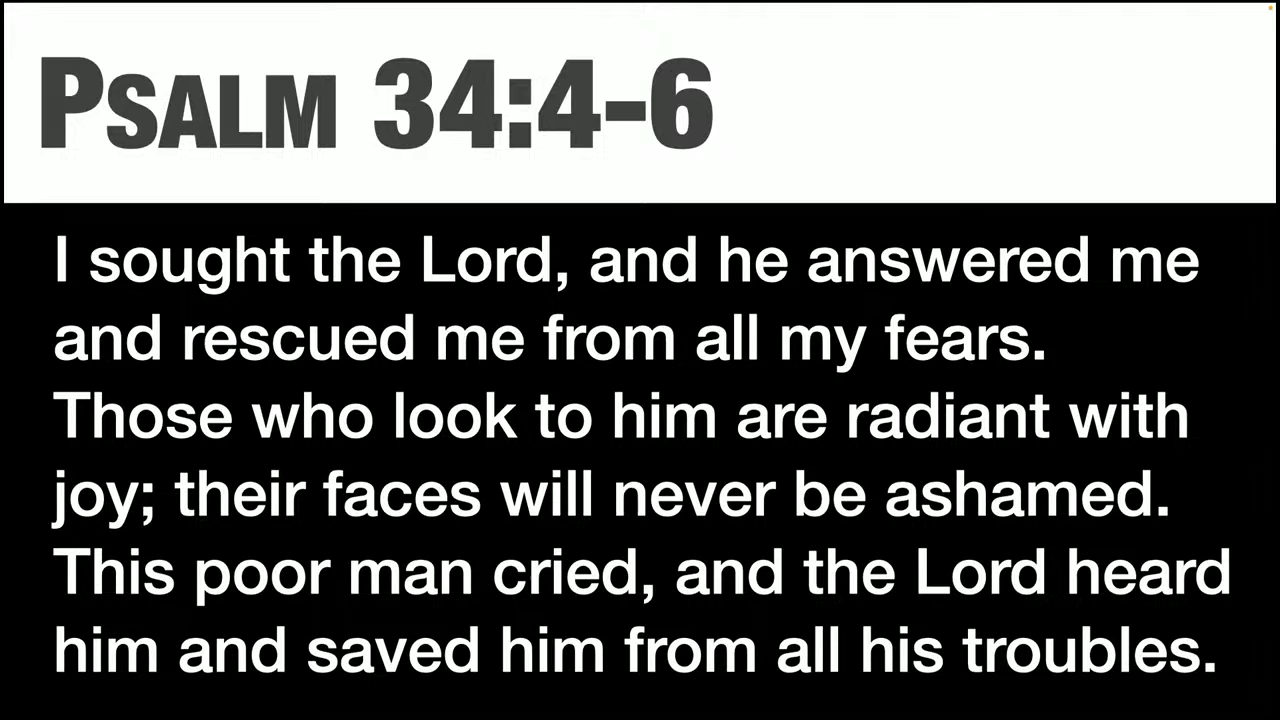 Psalm 34:4-6
I sought the Lord, and he answered me
and rescued me from all my fears.
Those who look to him are radiant with
joy; their faces will never be ashamed.
This poor man cried, and the Lord heard
him and saved him from all his troubles.